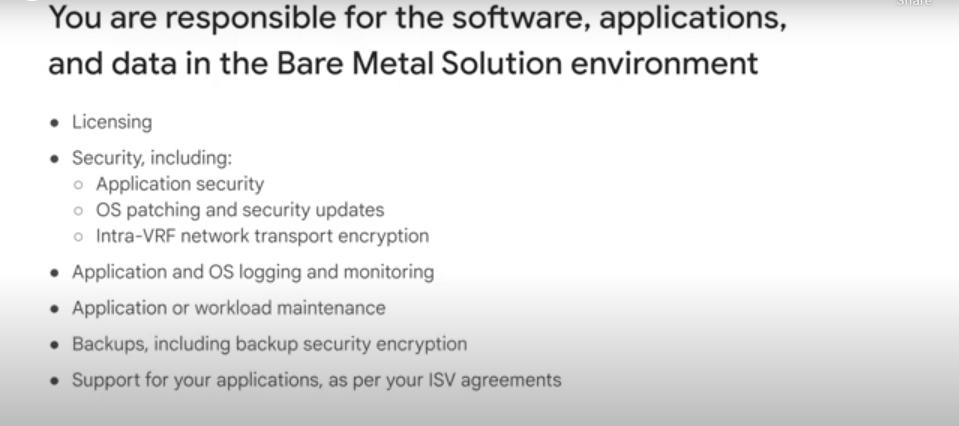 Share
You are responsible for the software, applications,
and data in the Bare Metal Solution environment
• Licensing
• Security, including:
○ Application security
○ OS patching and security updates
○ Intra-VRF network transport encryption
• Application and OS logging and monitoring
• Application or workload maintenance
• Backups, including backup security encryption
• Support for your applications, as per your ISV agreements